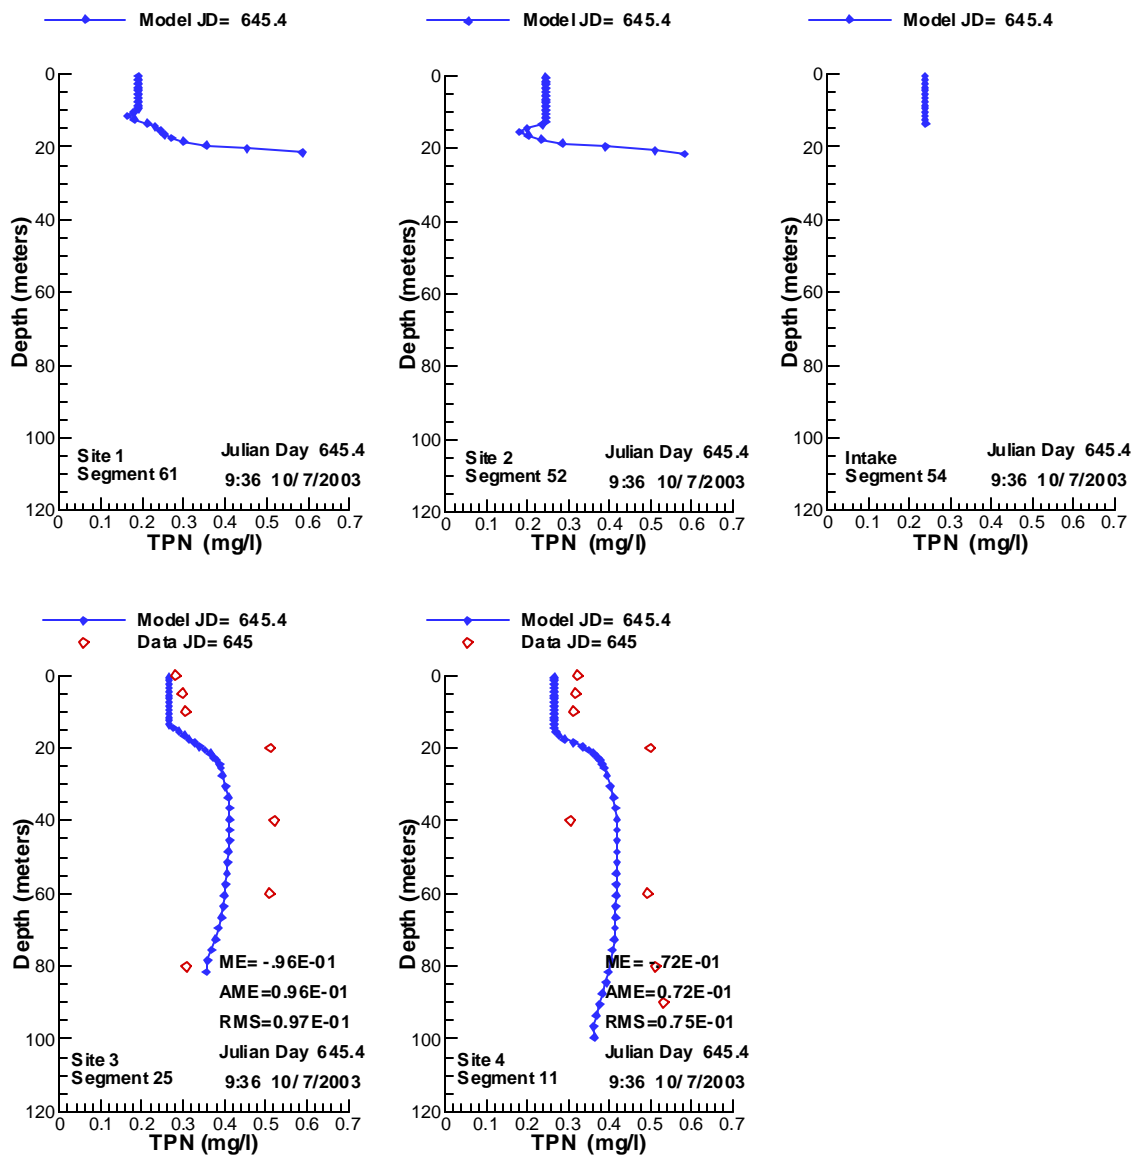 Model JD= 645.4
0
20
40
60
80
100
120
Depth (meters)
Site 1
Segment 61
Julian Day 645.4
9:36 10/7/2003
0 0.1 0.2 0.3 0.4 0.5 0.6 0.7
TPN (mg/l)
Model JD= 645.4
0
20
40
60
80
100
120
Depth (meters)
Site 2
Segment 52
Julian Day 645.4
9:36 10/7/2003
0 0.1 0.2 0.3 0.4 0.5 0.6 0.7
TPN (mg/l)
Model JD= 645.4
0
20
40
60
80
100
120
Depth (meters)
Intake
Segment 54
Julian Day 645.4
9:36 10/7/2003
0 0.1 0.2 0.3 0.4 0.5 0.6 0.7
TPN (mg/l)
Model JD= 645.4
Data JD= 645
0
20
40
60
80
100
120
Depth (meters)
ME= -.96E-01
AME=0.96E-01
RMS=0.97E-01
Site 3
Segment 25
Julian Day 645.4
9:36 10/7/2003
0 0.1 0.2 0.3 0.4 0.5 0.6 0.7
TPN (mg/l)
Model JD= 645.4
Data JD= 645
0
20
40
60
80
100
120
Depth (meters)
ME= -.72E-01
AME=0.72E-01
RMS=0.75E-01
Site 4
Segment 11
Julian Day 645.4
9:36 10/7/2003
0 0.1 0.2 0.3 0.4 0.5 0.6 0.7
TPN (mg/l)